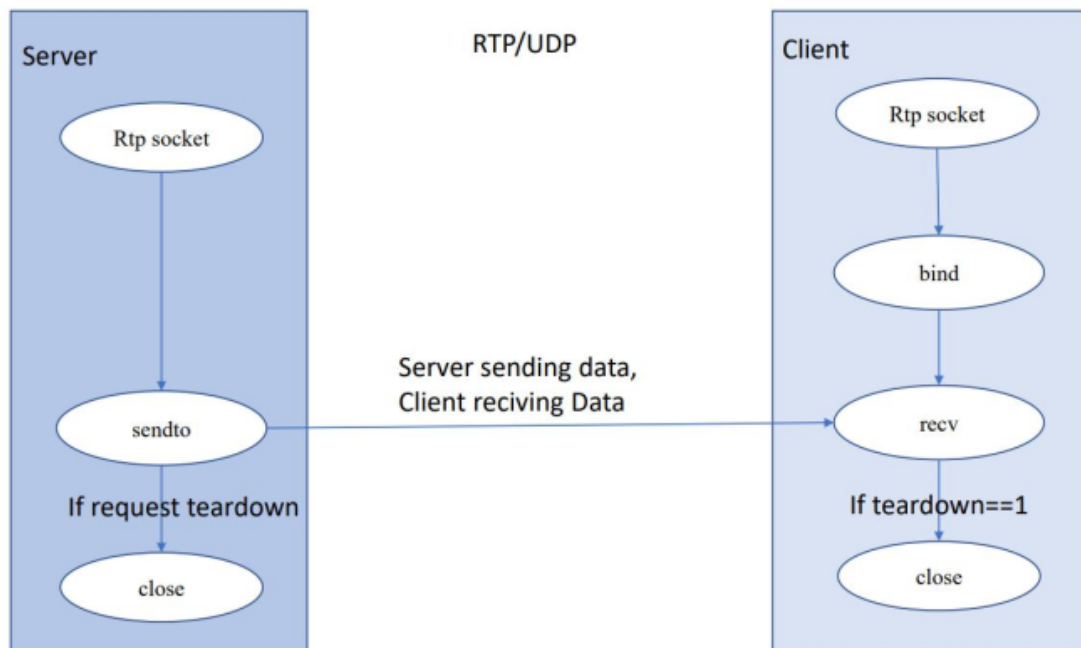 Server
RTP/UDP
Client
Rtp socket
Rtp socket
bind
Server sending data,
Client reciving Data
sendto
recv
If request teardown
If teardown==1
close
close